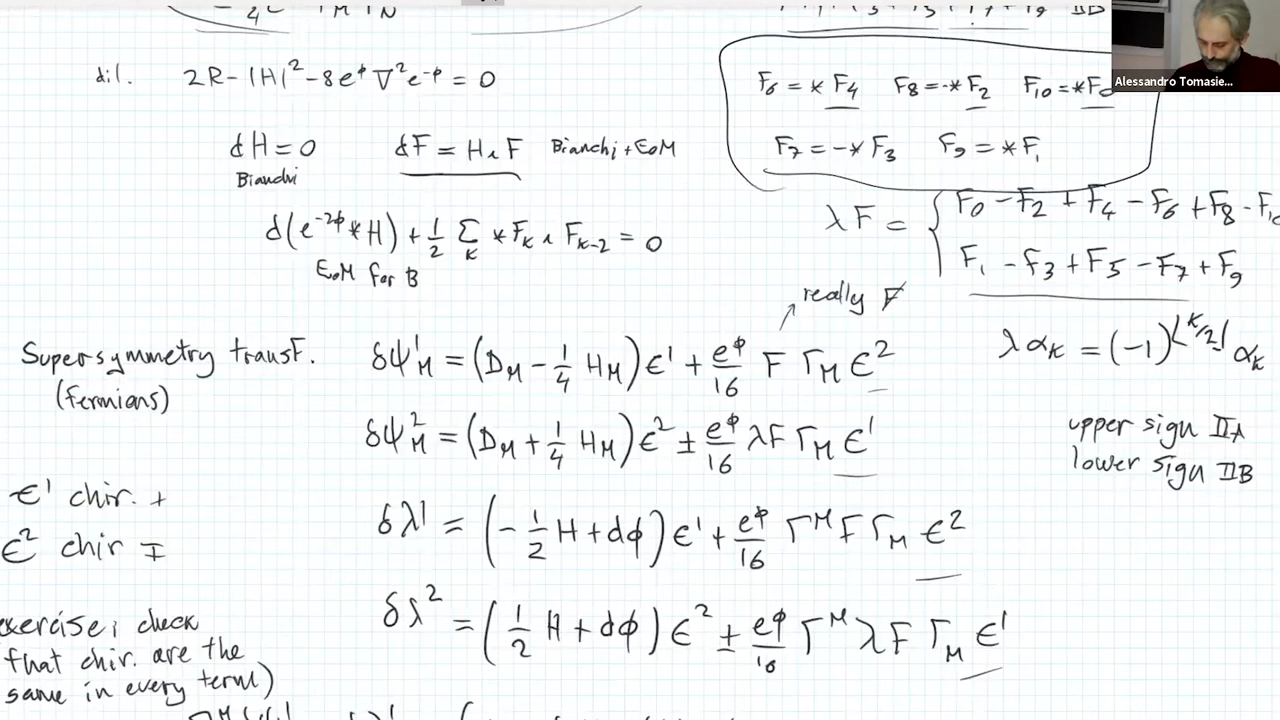 dil. 2R - |H|² - 8e^ϕ ∇²e^-ϕ = 0
F₆ = * F₄ F₈ = -* F₂ F₁₀ = *F₀
Alessandro Tomasie...
dH = 0 dF = H∧F Bianchi + EoM
Bianchi
F₇ = -* F₃ F₉ = *F₁
d(e^-2ϕ *H) + 1/2 Σ_K *F_K ∧ F_K-2 = 0
EoM for B
λF = { F₀ - F₂ + F₄ - F₆ + F₈ - F₁₀
F₁ - F₃ + F₅ - F₇ + F₉
really F̸
Supersymmetry transf. δΨ¹_M = (D_M - 1/4 H_M) ϵ¹ + e^ϕ/16 F Γ_M ϵ²
(fermions)
λα_K = (-1)^⌊K/2⌋ α_K
δΨ²_M = (D_M + 1/4 H_M) ϵ² ± e^ϕ/16 λF Γ_M ϵ¹
upper sign IIA
lower sign IIB
ϵ¹ chir. +
ϵ² chir ∓
δλ¹ = (-1/2 H + dϕ) ϵ¹ + e^ϕ/16 Γ^M F Γ_M ϵ²
δλ² = (1/2 H + dϕ) ϵ² ± e^ϕ/16 Γ^M λF Γ_M ϵ¹
exercise; check
that chir. are the
same in every term)